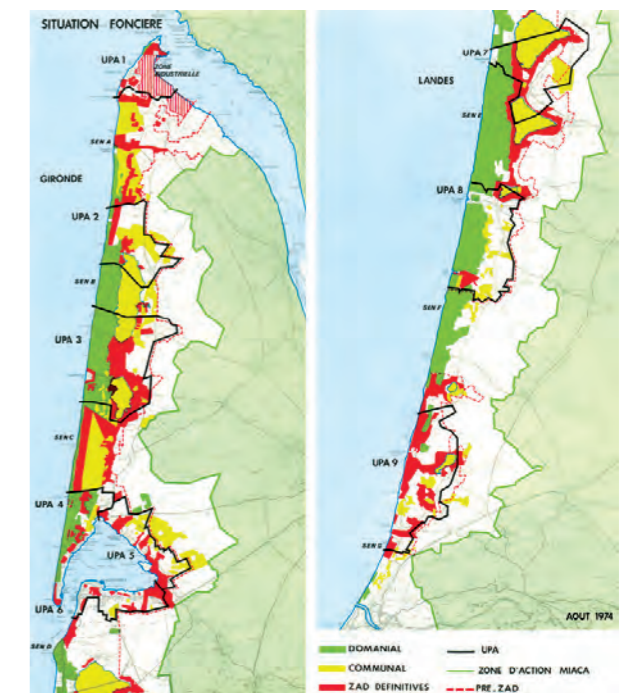 SITUATION FONCIERE
UPA 1
ZONE
INDUSTRIELLE
SEN A
GIRONDE
UPA 2
SEN B
UPA 3
SEN C
UPA 4
UPA 5
UPA 6
SEN D
UPA 7
LANDES
SEN E
UPA 8
SEN F
UPA 9
SEN G
AOUT 1974
DOMANIAL
COMMUNAL
ZAD DEFINITIVES
UPA
ZONE D'ACTION MIACA
PRE.ZAD